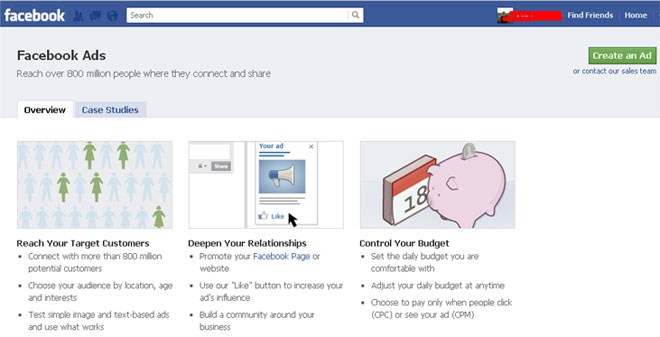 facebook Search Find Friends Home
Facebook Ads
Reach over 800 million people where they connect and share
Create an Ad
or contact our sales team
Overview Case Studies
Your ad
Share
Like
18
Reach Your Target Customers
Connect with more than 800 million
potential customers
Choose your audience by location, age
and interests
Test simple image and text-based ads
and use what works
Deepen Your Relationships
Promote your Facebook Page or
website
Use our "Like" button to increase your
ad's influence
Build a community around your
business
Control Your Budget
Set the daily budget you are
comfortable with
Adjust your daily budget at anytime
Choose to pay only when people click
(CPC) or see your ad (CPM)